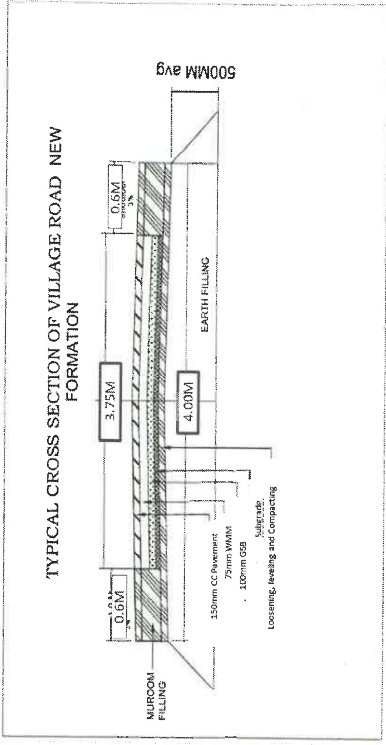 TYPICAL CROSS SECTION OF VILLAGE ROAD NEW
FORMATION
0.6M
3.75M
0.6M
3%
500MM avg
MUROOM
FILLING
4.00M
EARTH FILLING
150mm CC Pavement
75mm WMM
100mm GSB
Subgrade
Loosening, leveling and Compacting